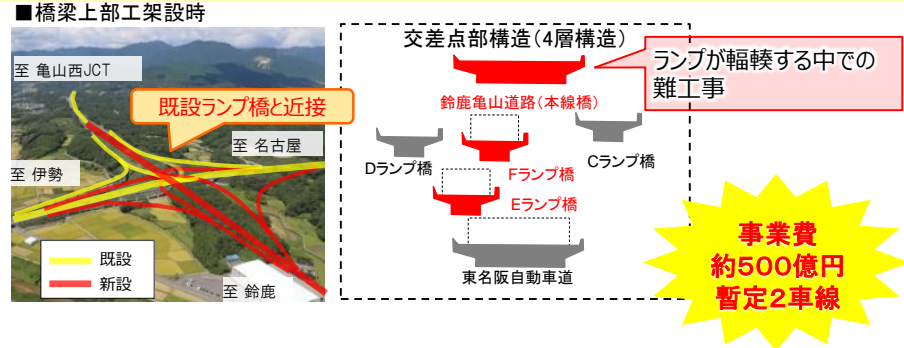 ■橋梁上部工架設時
至 亀山西JCT
既設ランプ橋と近接
至 名古屋
至 伊勢
既設
新設
至 鈴鹿
交差点部構造(4層構造)
ランプが輻輳する中での
難工事
鈴鹿亀山道路(本線橋)
Dランプ橋
Cランプ橋
Fランプ橋
Eランプ橋
東名阪自動車道
事業費
約500億円
暫定2車線